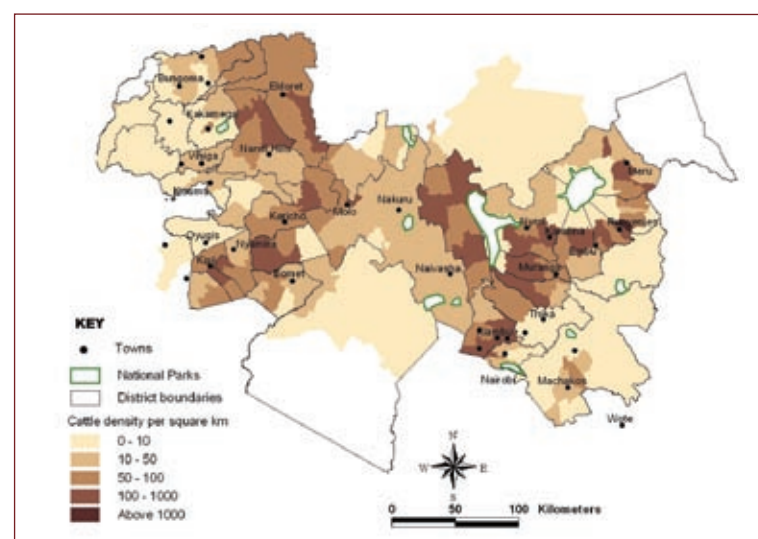 Bungoma
Eldoret
Kakamega
Nandi Hills
Vihiga
Kisumu
Meru
Molo
Nakuru
Kericho
Nyeri
Oyugis
Nyamira
Kisii
Embu
Naivasha
Muranga
Bomet
KEY
Towns
National Parks
District boundaries
Thika
Nairobi
Machakos
Wote
Cattle density per square km
0 - 10
10 - 50
50 - 100
100 - 1000
Above 1000
N
W E
S
0 50 100 Kilometers